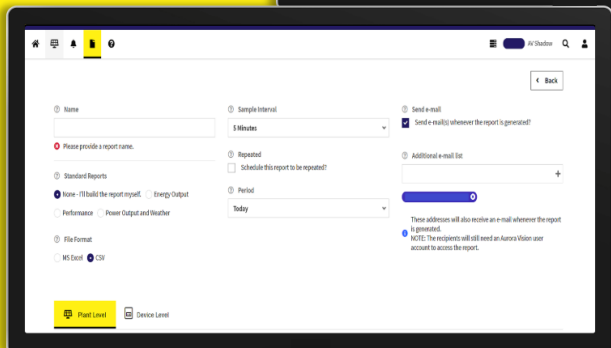 AV Shadow
< Back
Name
Please provide a report name.
Standard Reports
None - I'll build the report myself. Energy Output
Performance Power Output and Weather
File Format
MS Excel CSV
Sample Interval
5 Minutes
Repeated
Schedule this report to be repeated?
Period
Today
Send e-mail
Send e-mail(s) whenever the report is generated?
Additional e-mail list
+
These addresses will also receive an e-mail whenever the report
is generated.
NOTE: The recipients will still need an Aurora Vision user
account to access the report.
Plant Level Device Level